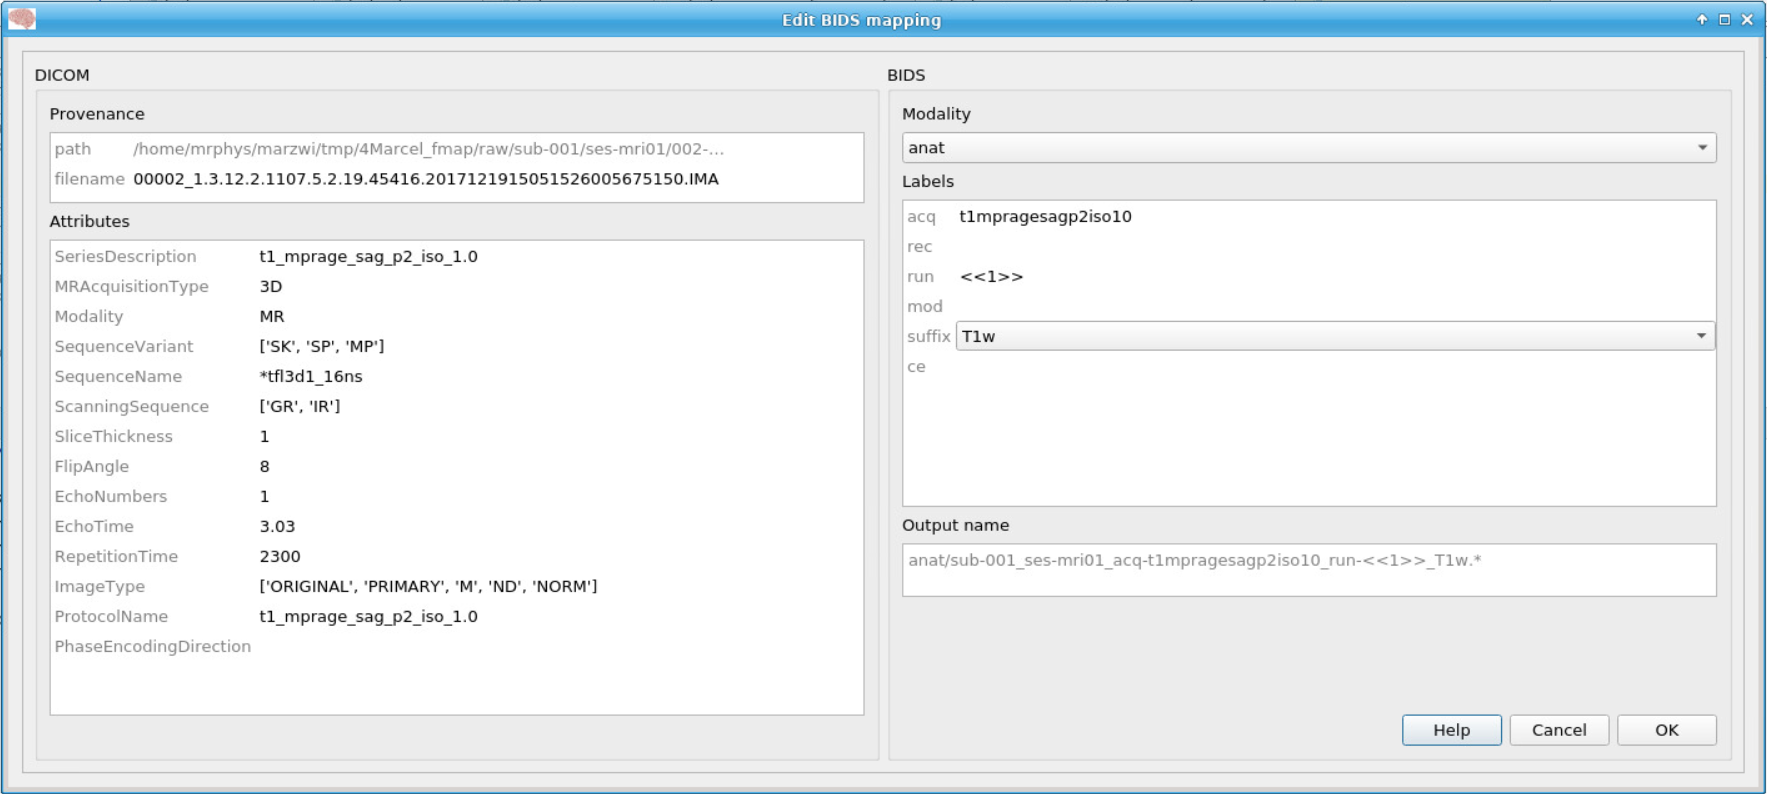 Edit BIDS mapping
DICOM
Provenance
path /home/mrphys/marzwi/tmp/4Marcel_fmap/raw/sub-001/ses-mri01/002-...
filename 00002_1.3.12.2.1107.5.2.19.45416.2017121915051526005675150.IMA
Attributes
SeriesDescription t1_mprage_sag_p2_iso_1.0
MRAcquisitionType 3D
Modality MR
SequenceVariant ['SK', 'SP', 'MP']
SequenceName *tfl3d1_16ns
ScanningSequence ['GR', 'IR']
SliceThickness 1
FlipAngle 8
EchoNumbers 1
EchoTime 3.03
RepetitionTime 2300
ImageType ['ORIGINAL', 'PRIMARY', 'M', 'ND', 'NORM']
ProtocolName t1_mprage_sag_p2_iso_1.0
PhaseEncodingDirection
BIDS
Modality
anat
Labels
acq t1mpragesagp2iso10
rec
run <<1>>
mod
suffix T1w
ce
Output name
anat/sub-001_ses-mri01_acq-t1mpragesagp2iso10_run-<<1>>_T1w.*
Help Cancel OK